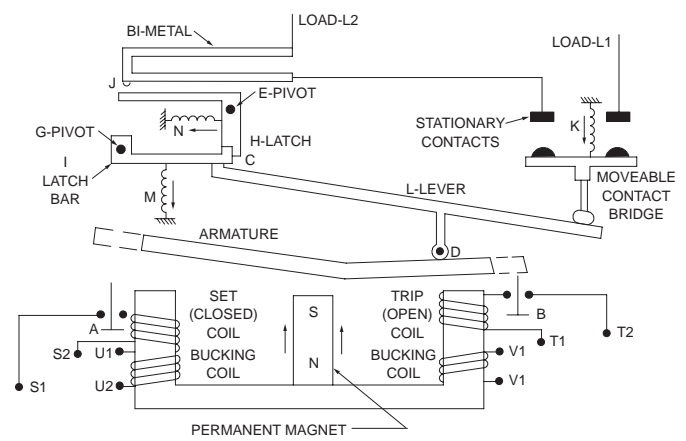 LOAD-L2
BI-METAL
LOAD-L1
J
E-PIVOT
K
STATIONARY
CONTACTS
N
G-PIVOT
H-LATCH
C
I
LATCH
BAR
M
L-LEVER
MOVEABLE
CONTACT
BRIDGE
ARMATURE
D
A
SET
(CLOSED)
COIL
S
TRIP
(OPEN)
COIL
B
S2
U1
BUCKING
COIL
N
BUCKING
COIL
V1
T1
T2
S1
U2
V1
PERMANENT MAGNET